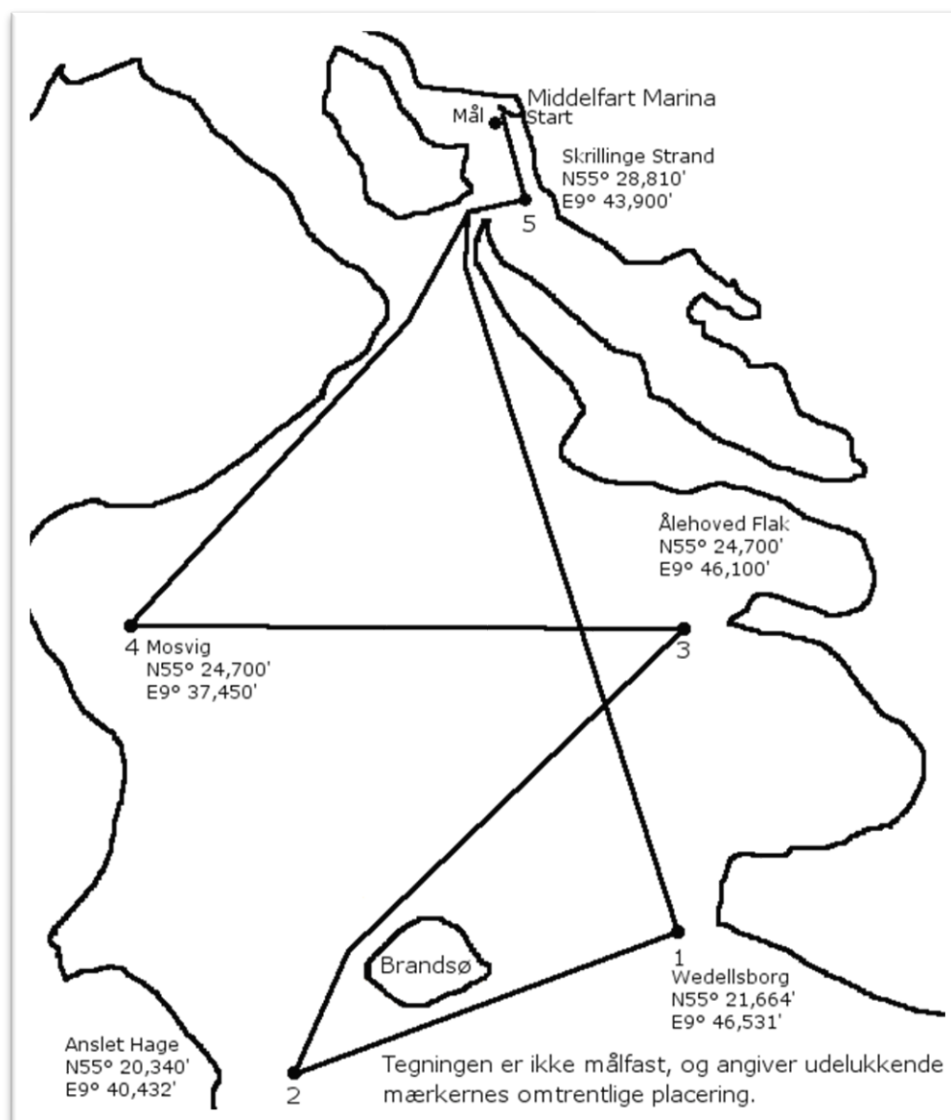 Middelfart Marina
Mål
Start
Skrillinge Strand
N55° 28,810'
E9° 43,900'
5
Ålehoved Flak
N55° 24,700'
E9° 46,100'
4 Mosvig
N55° 24,700'
E9° 37,450'
3
Brandsø
1
Wedellsborg
N55° 21,664'
E9° 46,531'
Anslet Hage
N55° 20,340'
E9° 40,432'
2
Tegningen er ikke målfast, og angiver udelukkende
mærkernes omtrentlige placering.